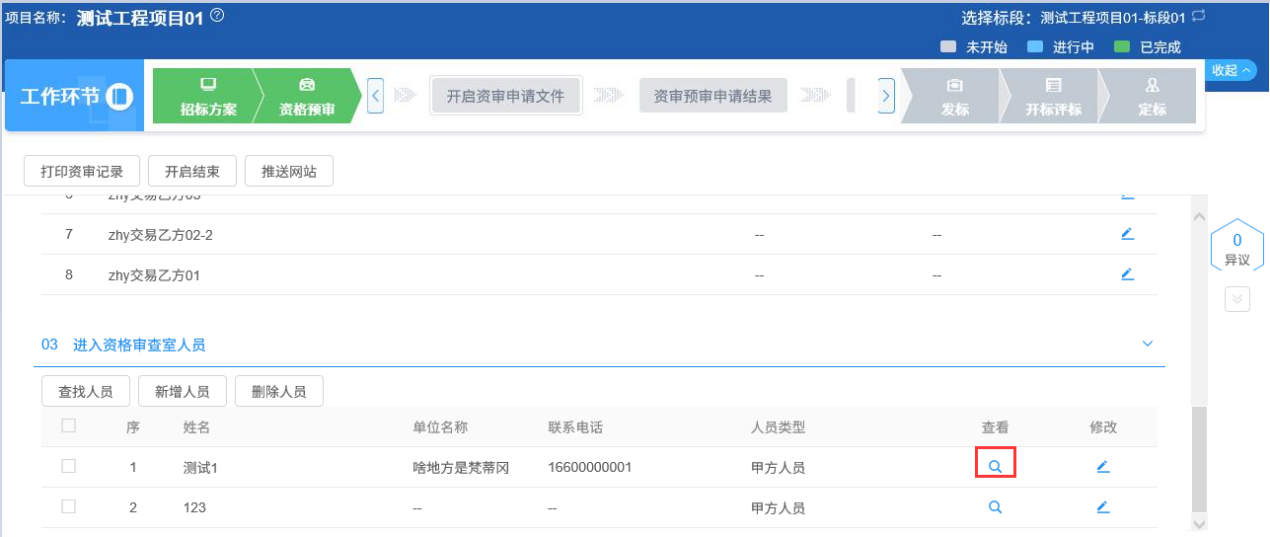 项目名称: 测试工程项目01
选择标段: 测试工程项目01-标段01
未开始 进行中 已完成
收起
工作环节
招标方案 资格预审 开启资审申请文件 资审预审申请结果 发标 开标评标 定标
打印资审记录 开启结束 推送网站
7 zhy交易乙方02-2 -- --
8 zhy交易乙方01 -- --
0
异议
03 进入资格审查室人员
查找人员 新增人员 删除人员
序 姓名 单位名称 联系电话 人员类型 查看 修改
1 测试1 啥地方是梵蒂冈 16600000001 甲方人员
2 123 -- -- 甲方人员